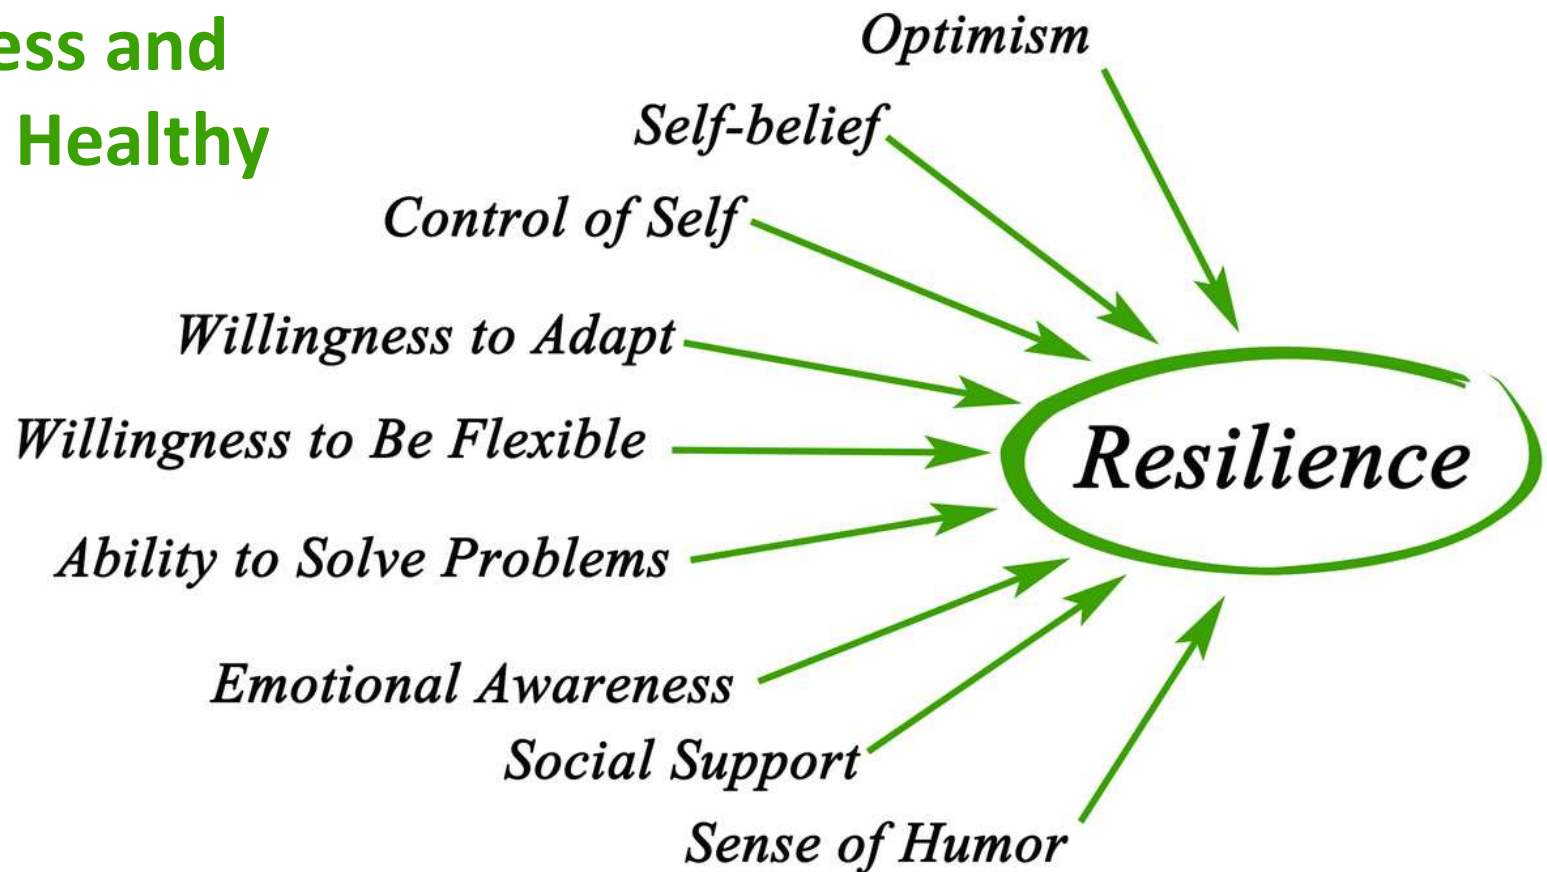 ess and
Healthy
Optimism
Self-belief
Control of Self
Willingness to Adapt
Willingness to Be Flexible
Ability to Solve Problems
Emotional Awareness
Social Support
Sense of Humor
Resilience